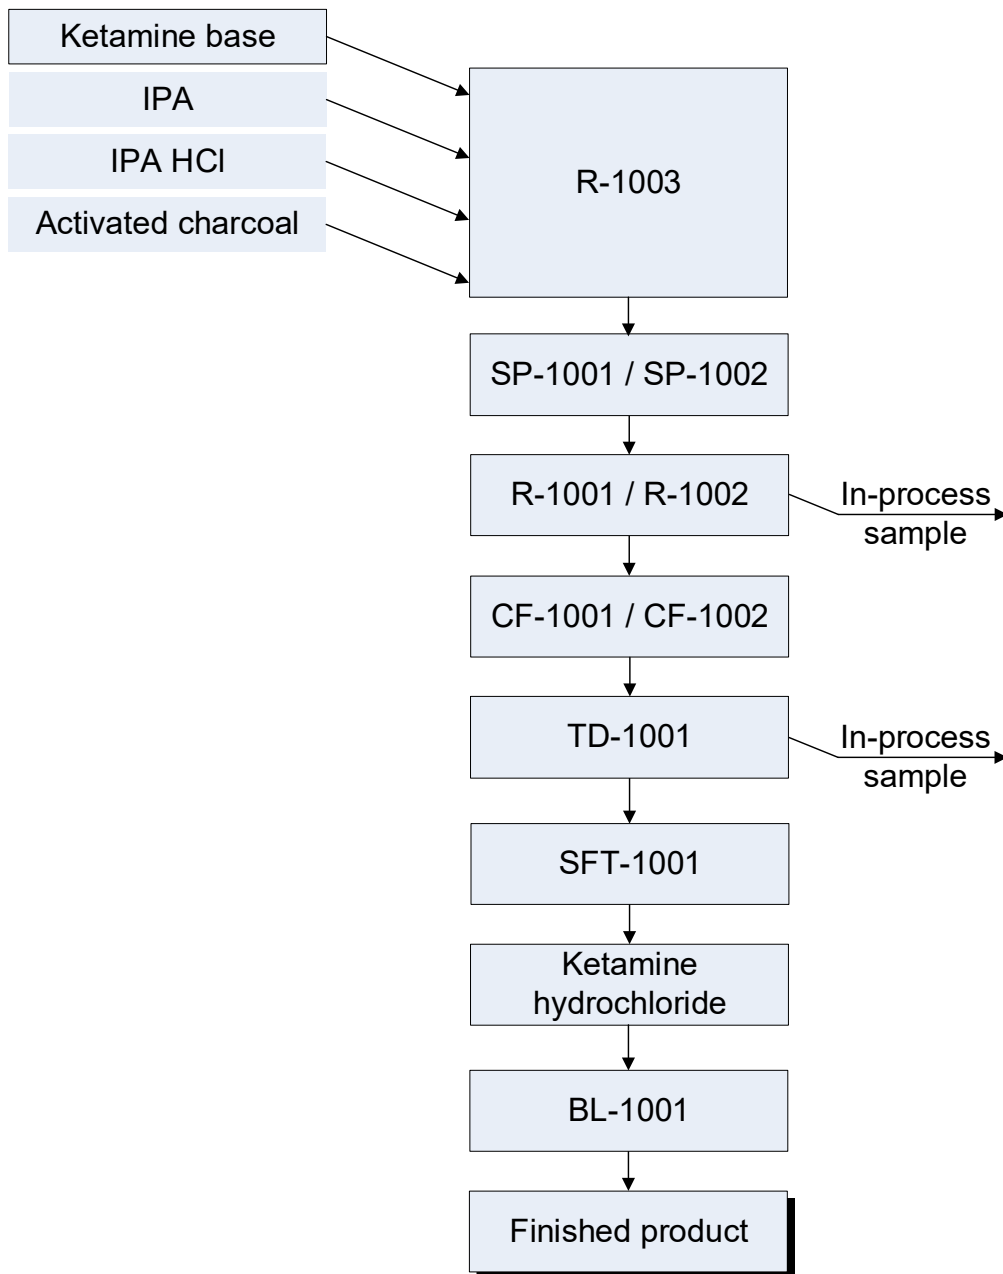 Ketamine base
IPA
IPA HCl
Activated charcoal
R-1003
SP-1001 / SP-1002
R-1001 / R-1002
In-process
sample
CF-1001 / CF-1002
TD-1001
In-process
sample
SFT-1001
Ketamine
hydrochloride
BL-1001
Finished product